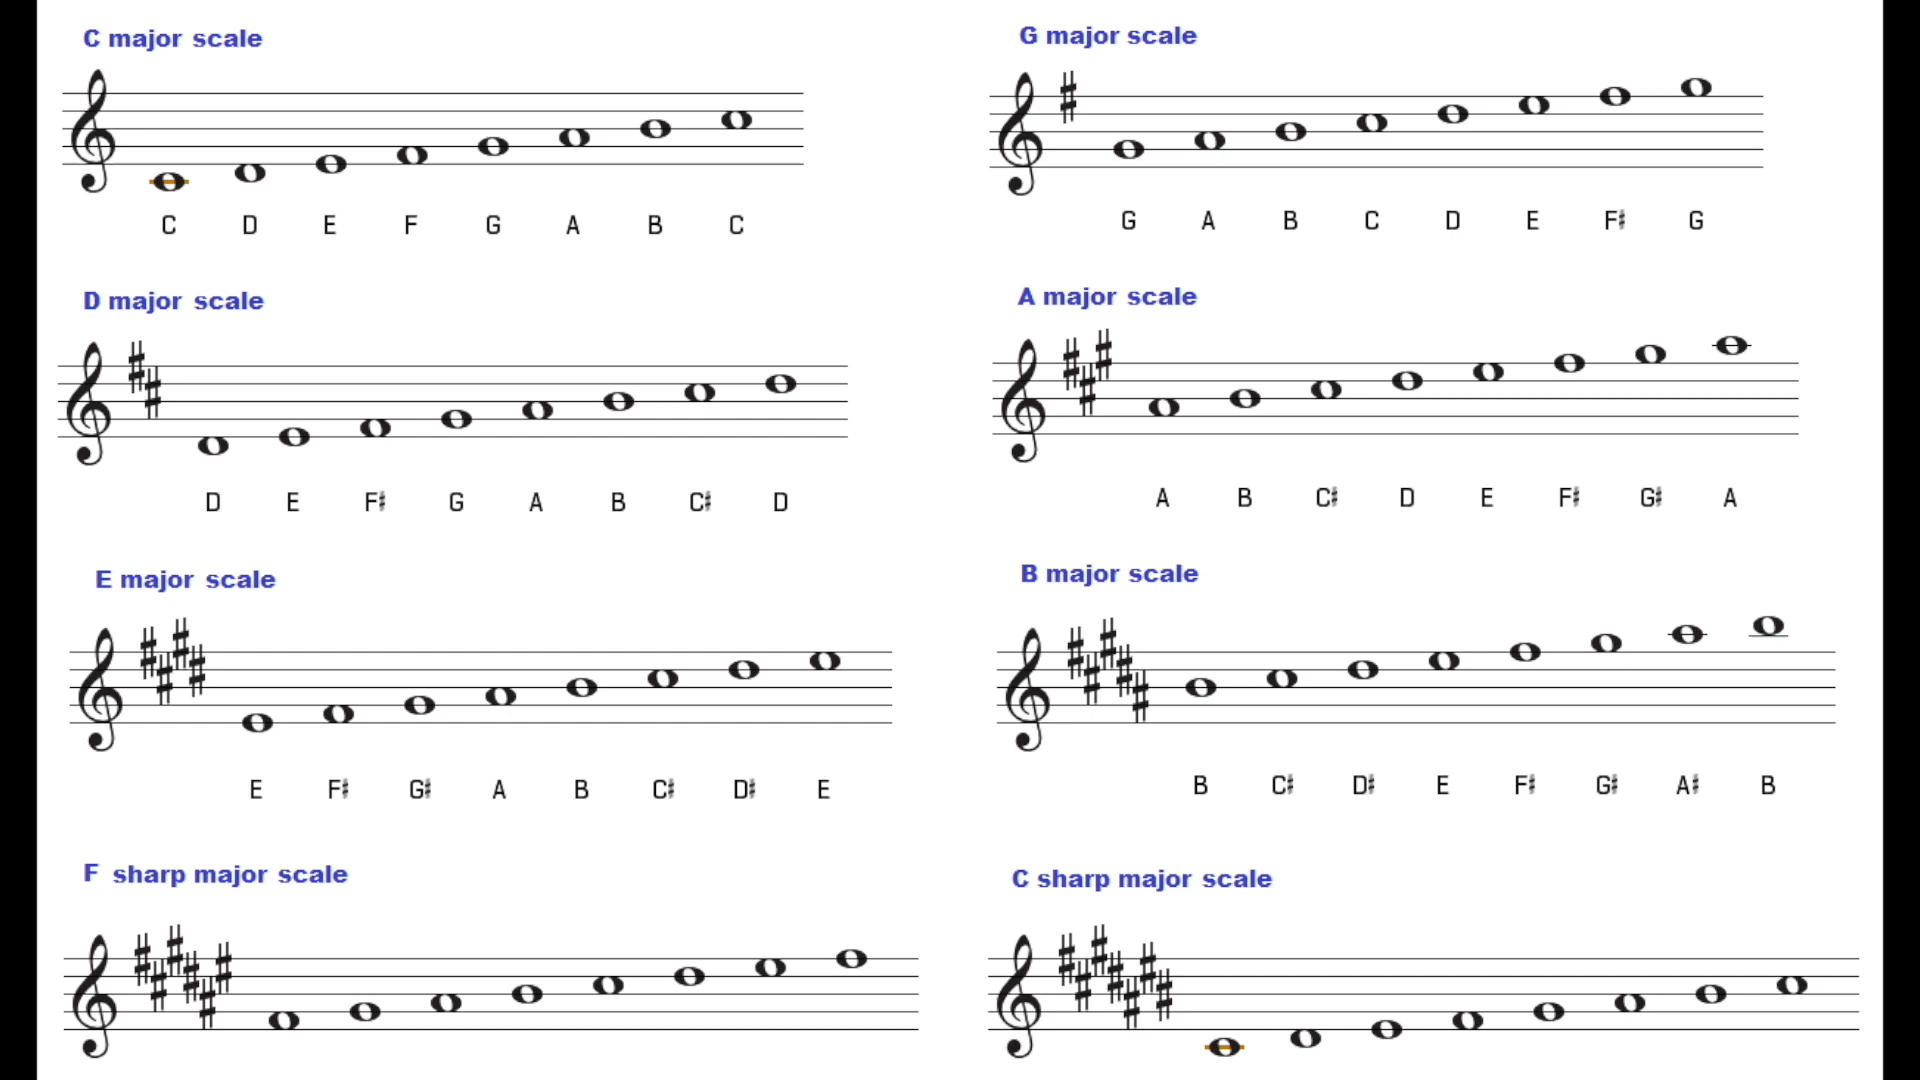 C major scale
C D E F G A B C
G major scale
G A B C D E F♯ G
D major scale
D E F♯ G A B C♯ D
A major scale
A B C♯ D E F♯ G♯ A
E major scale
E F♯ G♯ A B C♯ D♯ E
B major scale
B C♯ D♯ E F♯ G♯ A♯ B
F sharp major scale
C sharp major scale